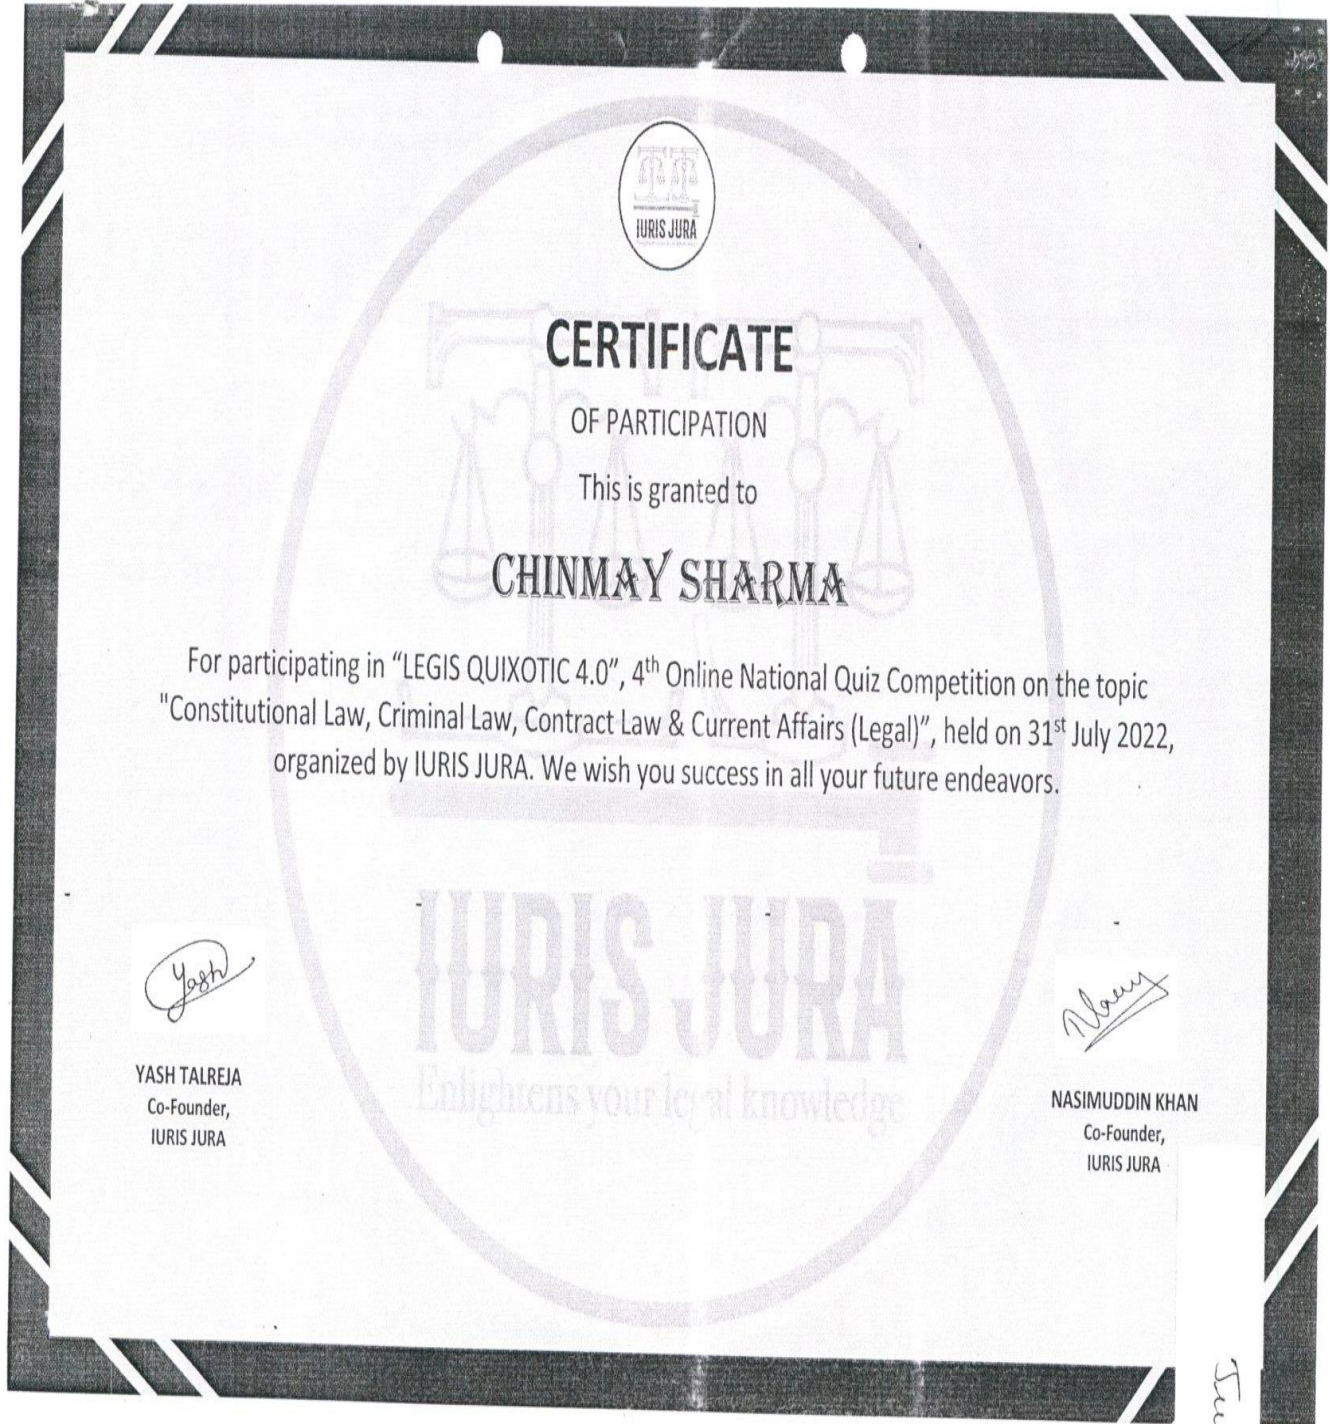 IURIS JURA
CERTIFICATE
OF PARTICIPATION
This is granted to
CHINMAY SHARMA
For participating in “LEGIS QUIXOTIC 4.0”, 4th Online National Quiz Competition on the topic
"Constitutional Law, Criminal Law, Contract Law & Current Affairs (Legal)”, held on 31st July 2022,
organized by IURIS JURA. We wish you success in all your future endeavors.
IURIS JURA
Enlightens your legal knowledge
Yash
YASH TALREJA
Co-Founder,
IURIS JURA
NASIMUDDIN KHAN
Co-Founder,
IURIS JURA